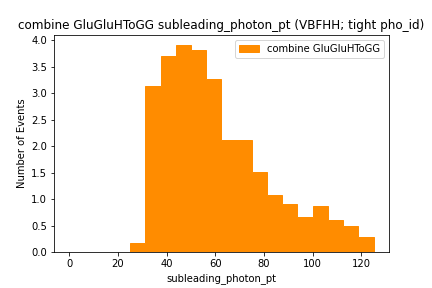 combine GluGluHToGG subleading_photon_pt (VBFHH; tight pho_id)
combine GluGluHToGG
Number of Events
4.0
3.5
3.0
2.5
2.0
1.5
1.0
0.5
0.0
0 20 40 60 80 100 120
subleading_photon_pt